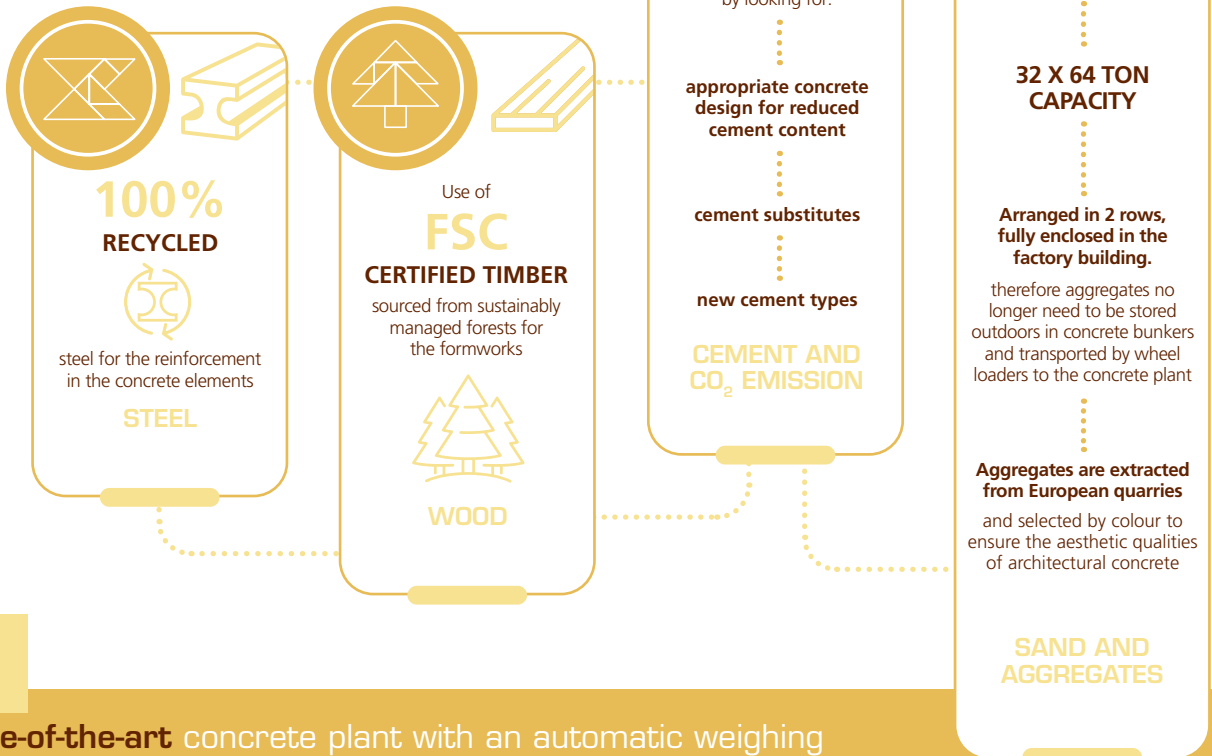 100%
RECYCLED
steel for the reinforcement
in the concrete elements
STEEL
Use of
FSC
CERTIFIED TIMBER
sourced from sustainably
managed forests for
the formworks
WOOD
by looking for:
appropriate concrete
design for reduced
cement content
cement substitutes
new cement types
CEMENT AND
CO₂ EMISSION
32 X 64 TON
CAPACITY
Arranged in 2 rows,
fully enclosed in the
factory building.
therefore aggregates no
longer need to be stored
outdoors in concrete bunkers
and transported by wheel
loaders to the concrete plant
Aggregates are extracted
from European quarries
and selected by colour to
ensure the aesthetic qualities
of architectural concrete
SAND AND
AGGREGATES
e-of-the-art concrete plant with an automatic weighing